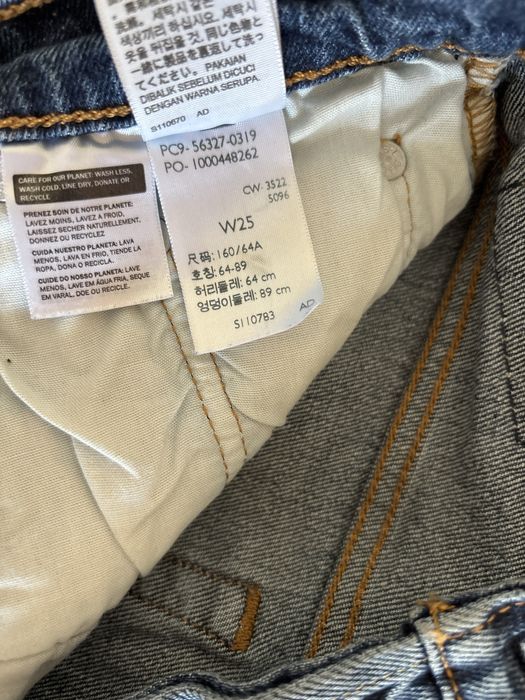 세탁시 같은
세상끼리 하십시오. 세탁시
옷을 뒤집을 것. 同じ色物と
一緒に製品を裏返して洗っ
てください。PAKAIAN
DIBALIK SEBELUM DICUCI
DENGAN WARNA SERUPA.
S110670 AD
PC9- 56327-0319
PO- 1000448262
CW- 3522
5096
W25
尺码: 160/64A
호칭: 64-89
허리둘레: 64 cm
엉덩이둘레: 89 cm
AD
S110783
CARE FOR OUR PLANET: WASH LESS,
WASH COLD, LINE DRY, DONATE OR
RECYCLE
PRENEZ SOIN DE NOTRE PLANETE:
LAVEZ MOINS, LAVEZ A FROID,
LAISSEZ SECHER NATURELLEMENT,
DONNEZ OU RECYCLEZ
CUIDA NUESTRO PLANETA: LAVA
MENOS, LAVA EN FRIO, TIENDE LA
ROPA, DONA O RECICLA.
CUIDE DO NOSSO PLANETA: LAVE
MENOS, LAVE EM ÁGUA FRIA, SEQUE
EM VARAL, DOE OU RECICLE.